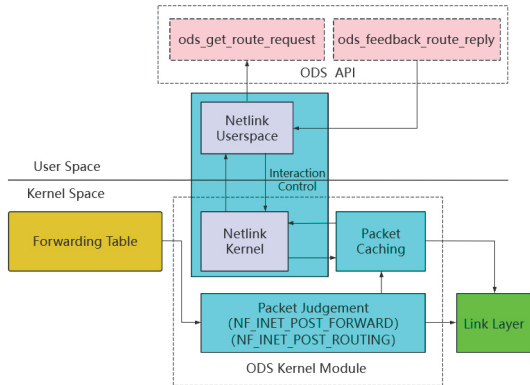 ods_get_route_request
ods_feedback_route_reply
ODS API
Netlink
Userspace
User Space
Interaction
Control
Kernel Space
Forwarding Table
Netlink
Kernel
Packet
Caching
Packet Judgement
(NF_INET_POST_FORWARD)
(NF_INET_POST_ROUTING)
Link Layer
ODS Kernel Module